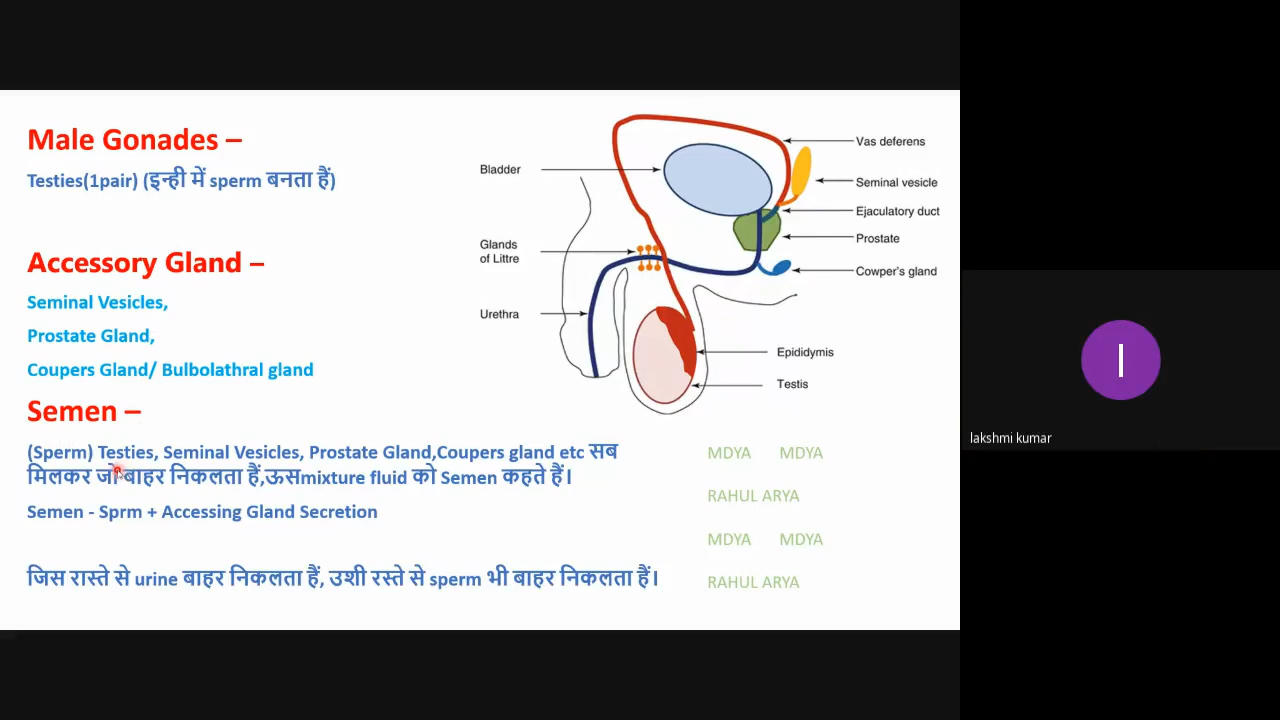 Male Gonades –
Testies(1pair) (इन्ही में sperm बनता हैं)
Accessory Gland –
Seminal Vesicles,
Prostate Gland,
Coupers Gland/ Bulbolathral gland
Semen –
(Sperm) Testies, Seminal Vesicles, Prostate Gland,Coupers gland etc सब
मिलकर जो बाहर निकलता हैं,ऊसmixture fluid को Semen कहते हैं।
Semen - Sprm + Accessing Gland Secretion
जिस रास्ते से urine बाहर निकलता हैं, उशी रस्ते से sperm भी बाहर निकलता हैं।
Bladder
Glands
of Littre
Urethra
Vas deferens
Seminal vesicle
Ejaculatory duct
Prostate
Cowper's gland
Epididymis
Testis
MDYA MDYA
RAHUL ARYA
MDYA MDYA
RAHUL ARYA
l
lakshmi kumar